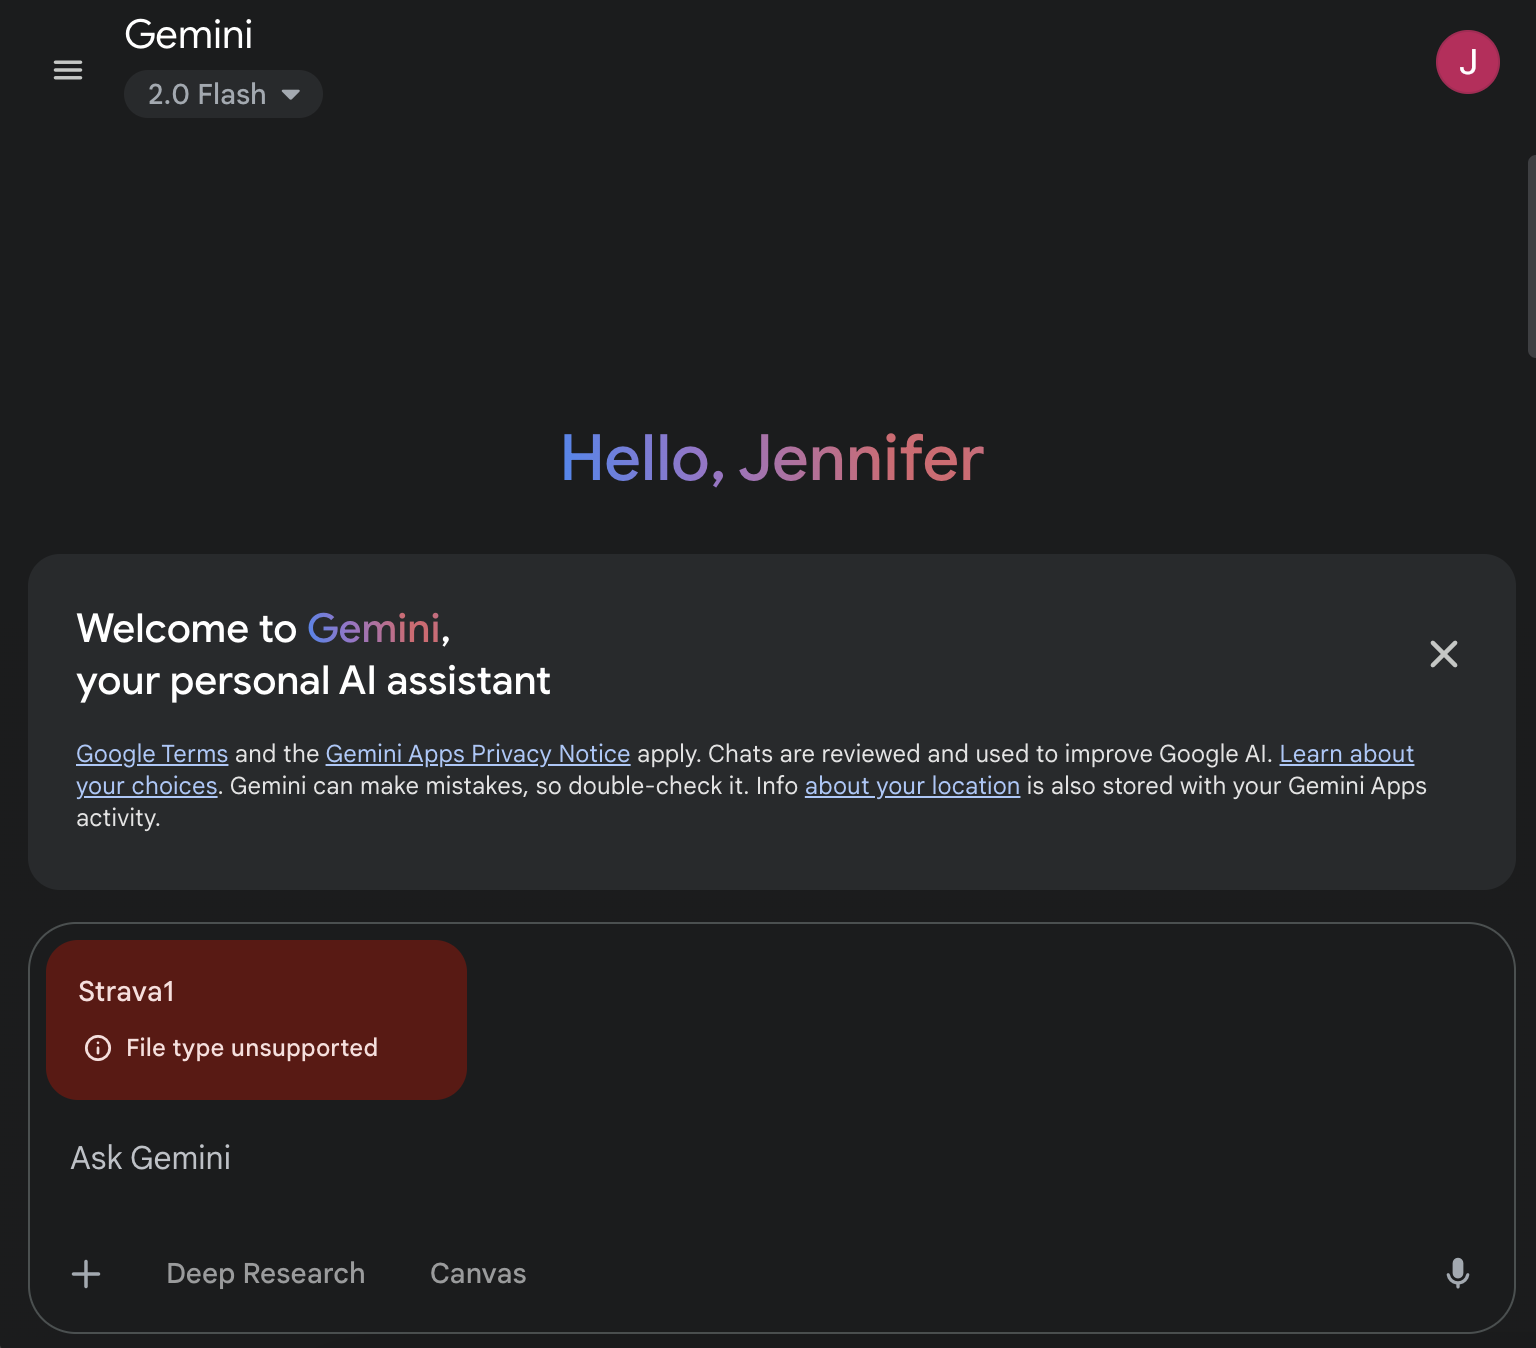 Gemini
2.0 Flash
J
Hello, Jennifer
Welcome to Gemini,
your personal AI assistant
Google Terms and the Gemini Apps Privacy Notice apply. Chats are reviewed and used to improve Google AI. Learn about
your choices. Gemini can make mistakes, so double-check it. Info about your location is also stored with your Gemini Apps
activity.
Strava1
File type unsupported
Ask Gemini
Deep Research Canvas